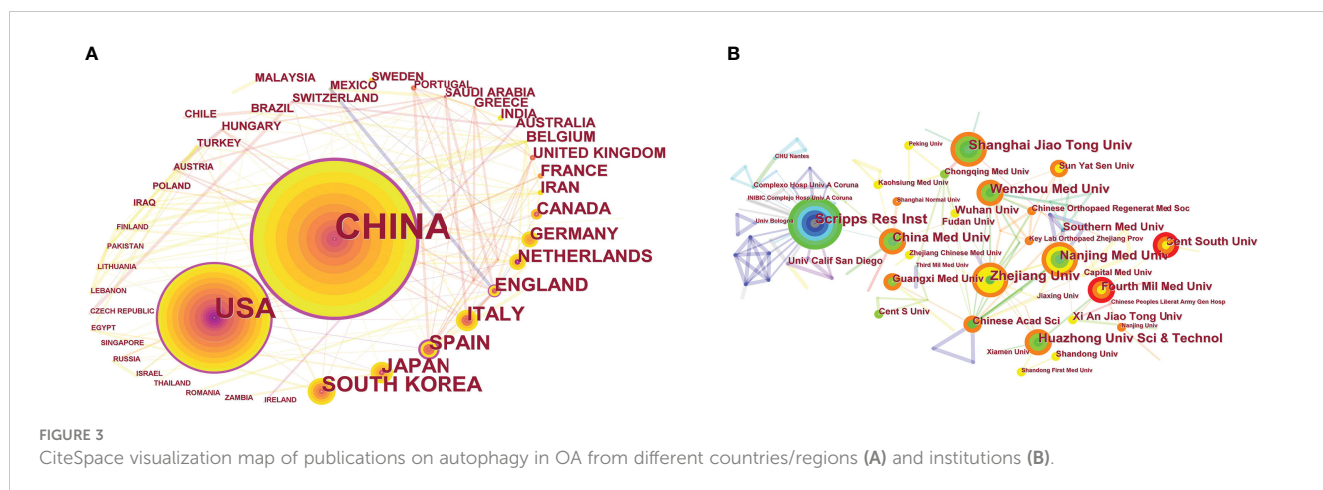 A
B
MALAYSIA
SWEDEN
MEXICO
PORTUGAL
SWITZERLAND
SAUDI ARABIA
BRAZIL
GREECE
CHILE
INDIA
HUNGARY
AUSTRALIA
TURKEY
BELGIUM
UNITED KINGDOM
AUSTRIA
FRANCE
POLAND
IRAN
IRAQ
CANADA
CHINA
FINLAND
GERMANY
PAKISTAN
NETHERLANDS
LITHUANIA
ENGLAND
LEBANON
USA
CZECH REPUBLIC
ITALY
EGYPT
SPAIN
SINGAPORE
RUSSIA
JAPAN
ISRAEL
SOUTH KOREA
THAILAND
ROMANIA
ZAMBIA
IRELAND
Peking Univ
Shanghai Jiao Tong Univ
CHU Nantes
Chongqing Med Univ
Sun Yat Sen Univ
Complexo Hosp Univ A Coruna
Kaohsiung Med Univ
Wenzhou Med Univ
INIBIC Complejo Hosp Univ A Coruna
Shanghai Normal Univ
Univ Bologna
Scripps Res Inst
Wuhan Univ
Chinese Orthopaed Regenerat Med Soc
Fudan Univ
Southern Med Univ
China Med Univ
Key Lab Orthopaed Zhejiang Prov
Cent South Univ
Zhejiang Chinese Med Univ
Univ Calif San Diego
Third Mil Med Univ
Nanjing Med Univ
Guangxi Med Univ
Zhejiang Univ
Capital Med Univ
Fourth Mil Med Univ
Jiaxing Univ
Chinese Peoples Liberat Army Gen Hosp
Cent S Univ
Chinese Acad Sci
Xi An Jiao Tong Univ
Nanjing Univ
Huazhong Univ Sci & Technol
Xiamen Univ
Shandong Univ
Shandong First Med Univ
FIGURE 3
CiteSpace visualization map of publications on autophagy in OA from different countries/regions (A) and institutions (B).